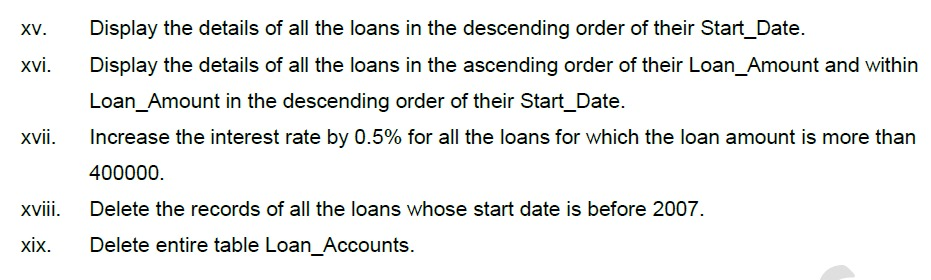 xv. Display the details of all the loans in the descending order of their Start_Date.
xvi. Display the details of all the loans in the ascending order of their Loan_Amount and within
Loan_Amount in the descending order of their Start_Date.
xvii. Increase the interest rate by 0.5% for all the loans for which the loan amount is more than
400000.
xviii. Delete the records of all the loans whose start date is before 2007.
xix. Delete entire table Loan_Accounts.